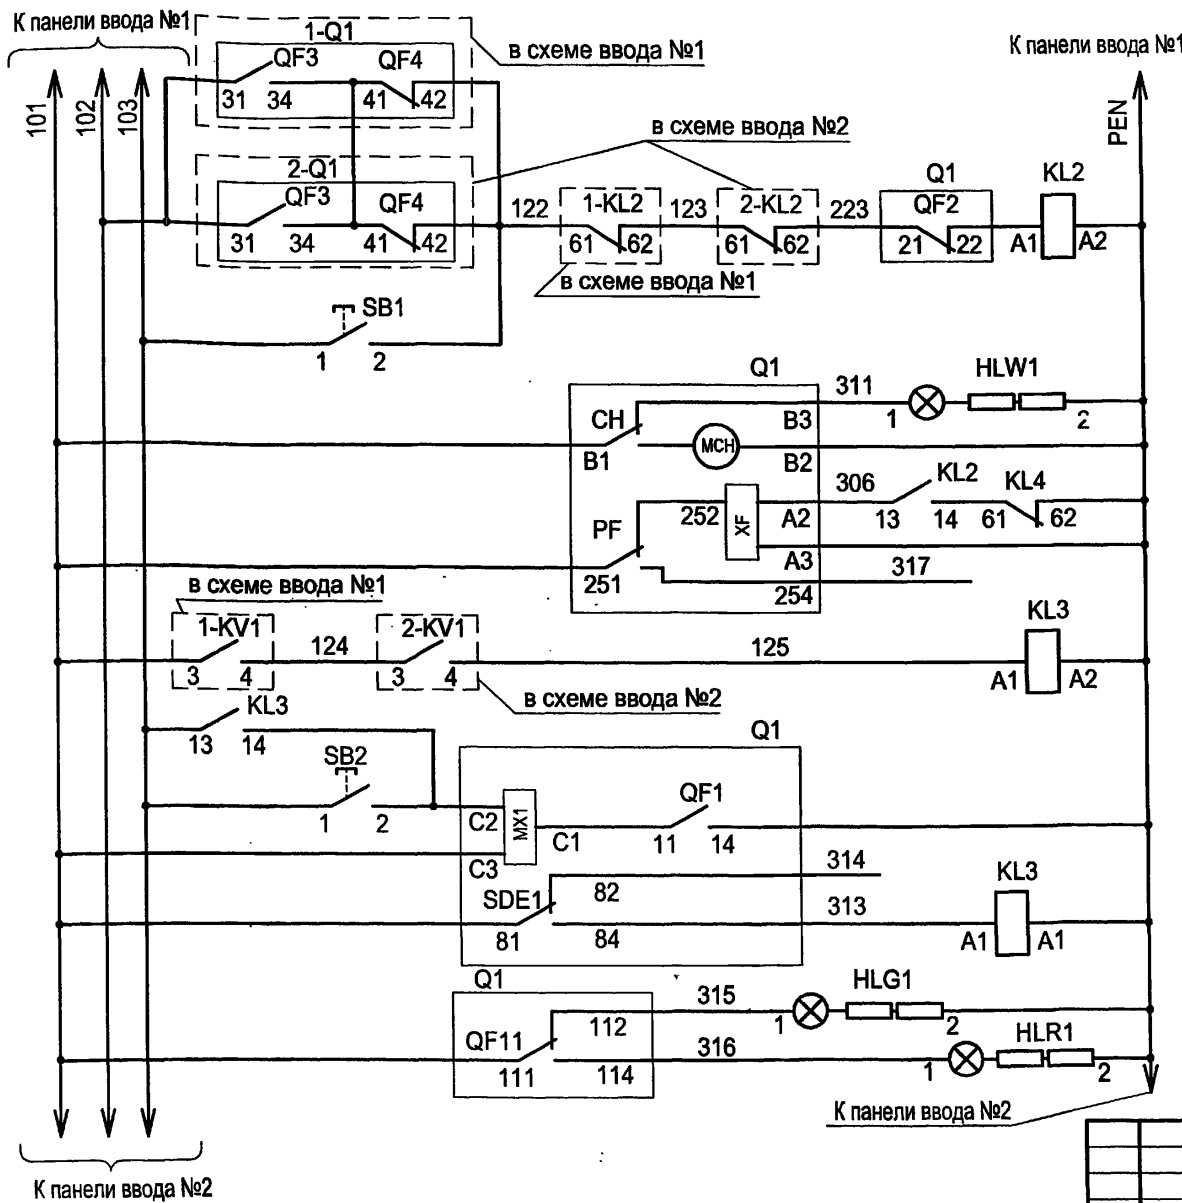 К панели ввода №1
1-Q1
в схеме ввода №1
К панели ввода №1
QF3 QF4
31 34 41 42
101 102 103
PEN
в схеме ввода №2
2-Q1
QF3 QF4
31 34 41 42
122 1-KL2 123 2-KL2 223 Q1 KL2
QF2
61 62 61 62 21 22 A1 A2
в схеме ввода №1
SB1
1 2
Q1
311 HLW1
CH B3 1 2
B1 MCH B2
306 KL2 KL4
252 XF A2 13 14 61 62
PF
A3 317
251 254
в схеме ввода №1
1-KV1 124 2-KV1 125 KL3
3 4 3 4 A1 A2
в схеме ввода №2
KL3
13 14
Q1
SB2
1 2
C2 MX1 C1 QF1
11 14
C3
314
SDE1 82 KL3
313
81 84 A1 A1
Q1
315 HLG1
112 1 2
QF11 316 HLR1
111 114 1 2
К панели ввода №2
К панели ввода №2